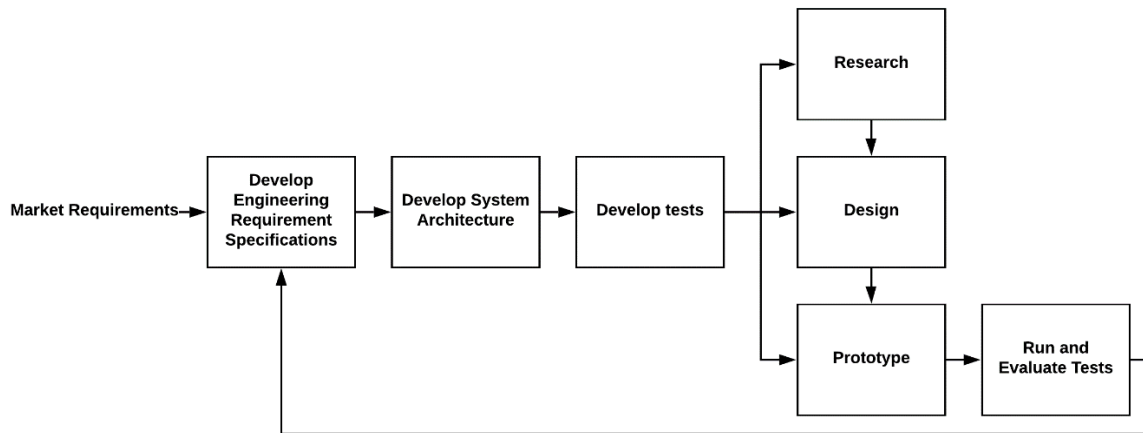 Market Requirements
Develop
Engineering
Requirement
Specifications
Develop System
Architecture
Develop tests
Research
Design
Prototype
Run and
Evaluate Tests